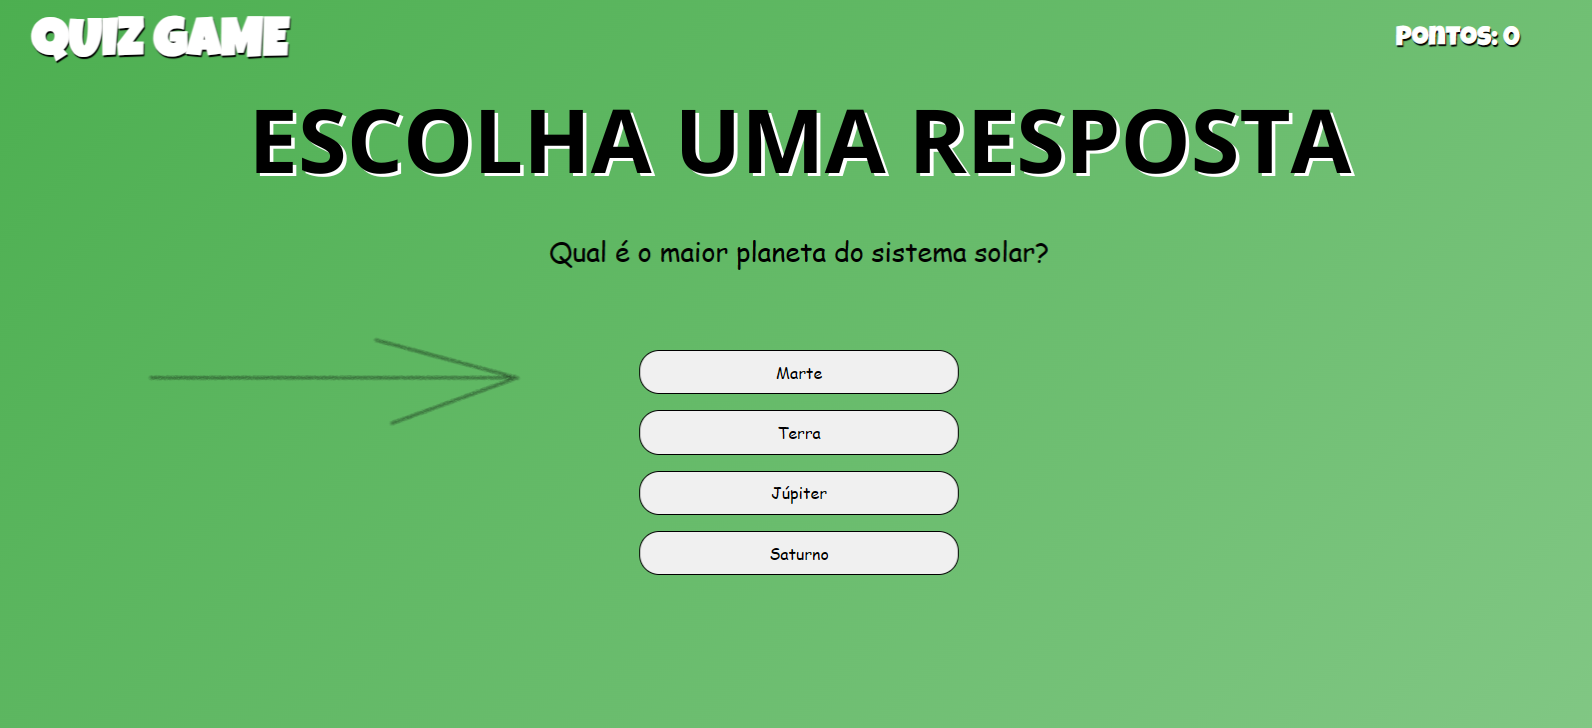 QUIZ GAME
Pontos: 0
ESCOLHA UMA RESPOSTA
Qual é o maior planeta do sistema solar?
Marte
Terra
Júpiter
Saturno